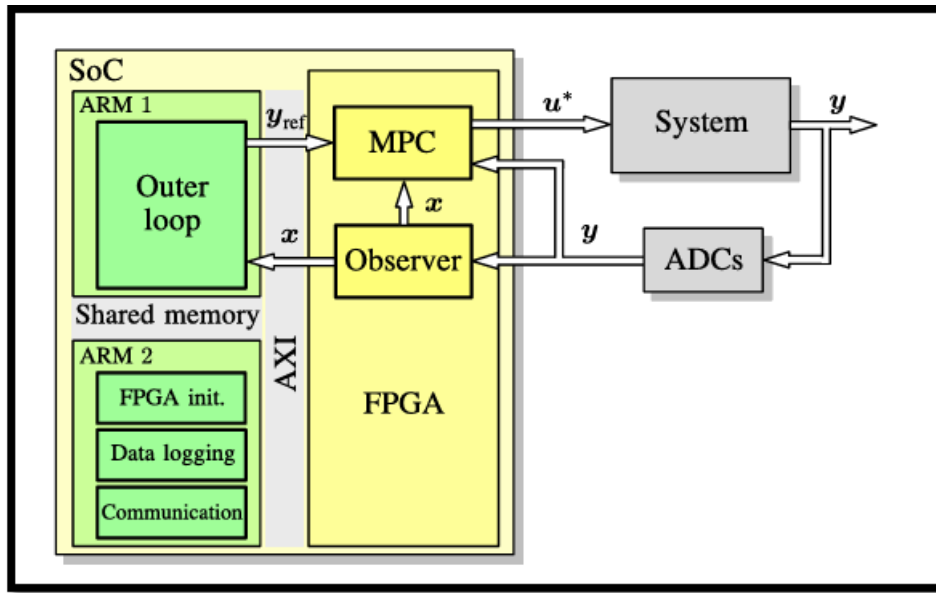 SoC
ARM 1
Outer
loop
y_ref
x
Shared memory
ARM 2
FPGA init.
Data logging
Communication
AXI
MPC
x
Observer
FPGA
u*
y
System
y
ADCs